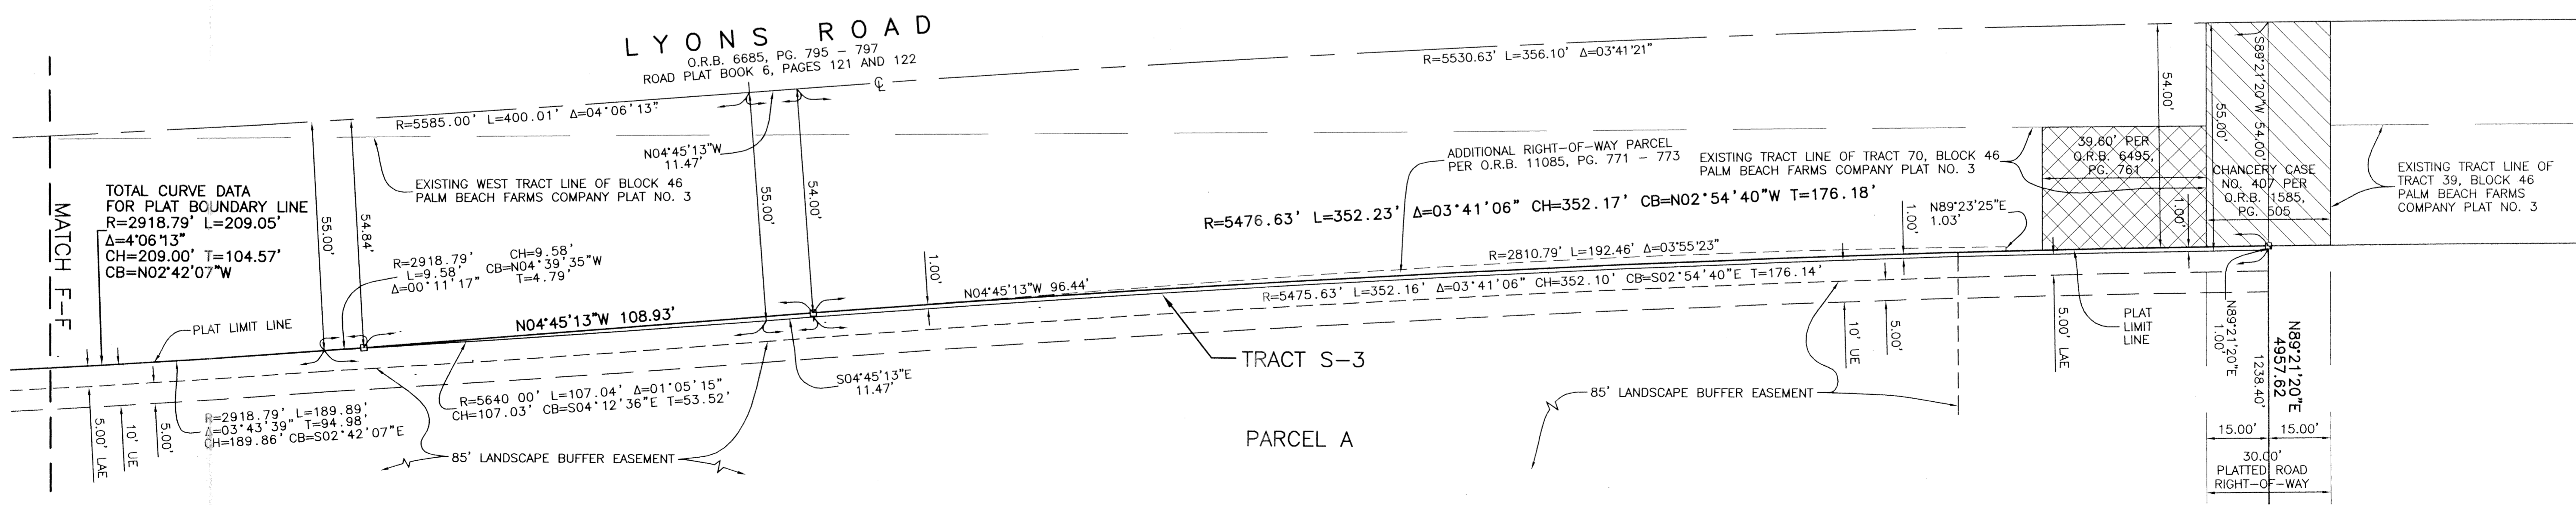 LYONS ROAD
O.R.B. 6685, PG. 795 - 797
ROAD PLAT BOOK 6, PAGES 121 AND 122
℄
R=5530.63' L=356.10' Δ=03°41'21"
R=5585.00' L=400.01' Δ=04°06'13"
N04°45'13"W
11.47'
EXISTING WEST TRACT LINE OF BLOCK 46
PALM BEACH FARMS COMPANY PLAT NO. 3
MATCH F-F
TOTAL CURVE DATA
FOR PLAT BOUNDARY LINE
R=2918.79' L=209.05'
Δ=4°06'13"
CH=209.00' T=104.57'
CB=N02°42'07"W
55.00'
54.84'
55.00'
54.00'
R=2918.79'
L=9.58'
Δ=00°11'17"
CH=9.58'
CB=N04°39'35"W
T=4.79'
PLAT LIMIT LINE
N04°45'13"W 108.93'
1.00'
N04°45'13"W 96.44'
ADDITIONAL RIGHT-OF-WAY PARCEL
PER O.R.B. 11085, PG. 771 - 773
EXISTING TRACT LINE OF TRACT 70, BLOCK 46
PALM BEACH FARMS COMPANY PLAT NO. 3
R=5476.63' L=352.23' Δ=03°41'06" CH=352.17' CB=N02°54'40"W T=176.18'
1.00'
N89°23'25"E
1.03'
R=2810.79' L=192.46' Δ=03°55'23"
R=5475.63' L=352.16' Δ=03°41'06" CH=352.10' CB=S02°54'40"E T=176.14'
54.00'
55.00'
S89°21'20"W 54.00'
39.60' PER
O.R.B. 6495,
PG. 761
CHANCERY CASE
NO. 407 PER
O.R.B. 1585,
PG. 505
1.00'
EXISTING TRACT LINE OF
TRACT 39, BLOCK 46
PALM BEACH FARMS
COMPANY PLAT NO. 3
TRACT S-3
S04°45'13"E
11.47'
R=5640 00' L=107.04' Δ=01°05'15"
CH=107.03' CB=S04°12'36"E T=53.52'
R=2918.79' L=189.89'
Δ=03°43'39" T=94.98'
CH=189.86' CB=S02°42'07"E
5.00' LAE
10' UE
5.00'
85' LANDSCAPE BUFFER EASEMENT
PARCEL A
85' LANDSCAPE BUFFER EASEMENT
10' UE
5.00'
5.00' LAE
PLAT
LIMIT
LINE
N89°21'20"E
1.00'
N89°21'20"E
4957.62
1238.40'
15.00'
15.00'
30.00'
PLATTED ROAD
RIGHT-OF-WAY